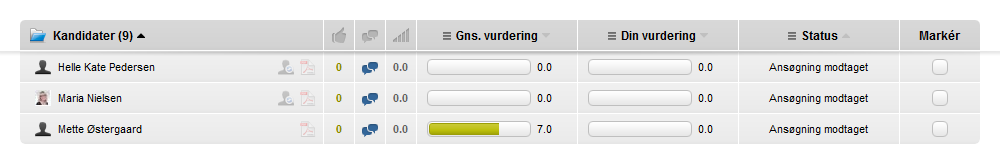 Kandidater (9) Gns. vurdering Din vurdering Status Markér
Helle Kate Pedersen 0 0.0 0.0 0.0 Ansøgning modtaget
Maria Nielsen 0 0.0 0.0 0.0 Ansøgning modtaget
Mette Østergaard 0 0.0 7.0 0.0 Ansøgning modtaget